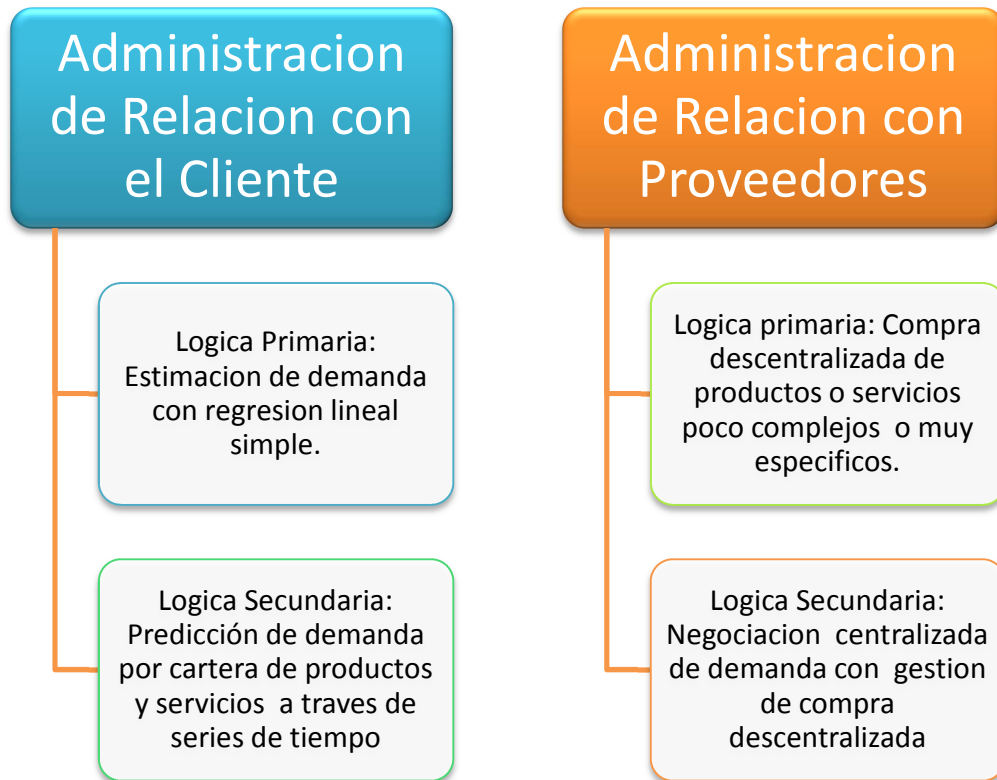 Administracion
de Relacion con
el Cliente
Logica Primaria:
Estimacion de demanda
con regresion lineal
simple.
Logica Secundaria:
Predicción de demanda
por cartera de productos
y servicios a traves de
series de tiempo
Administracion
de Relacion con
Proveedores
Logica primaria: Compra
descentralizada de
productos o servicios
poco complejos o muy
especificos.
Logica Secundaria:
Negociacion centralizada
de demanda con gestion
de compra
descentralizada